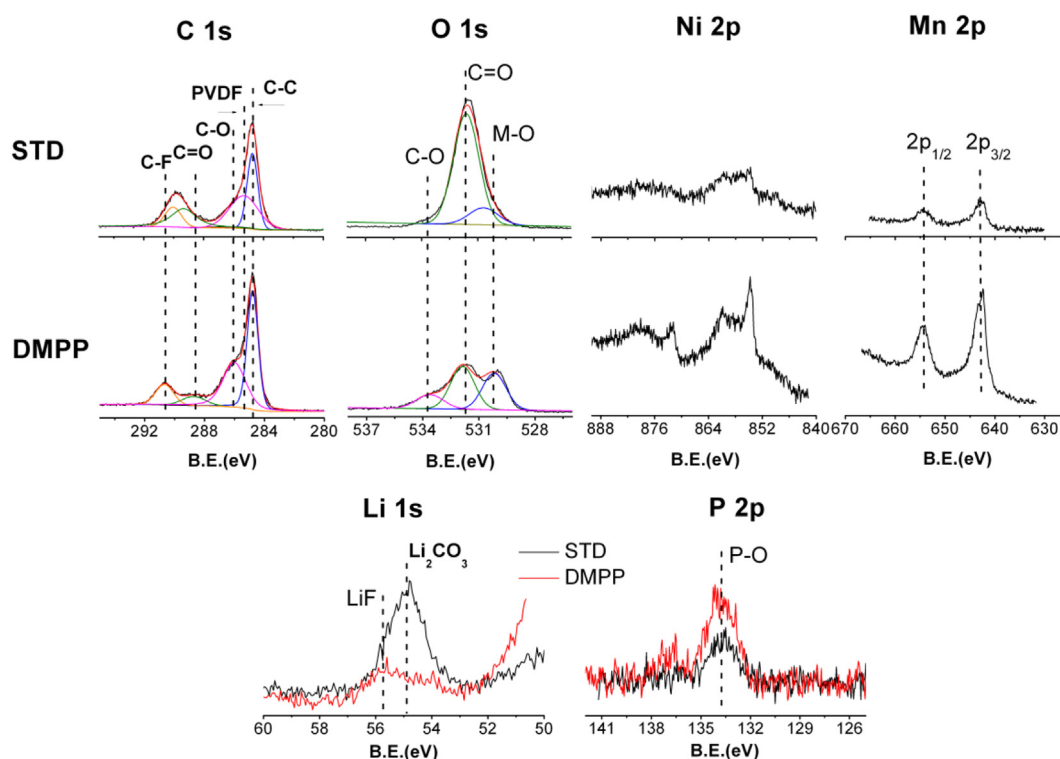 C 1s O 1s Ni 2p Mn 2p
STD
PVDF C-C
C-O
C-F C=O
C=O
C-O M-O
2p1/2 2p3/2
DMPP
292 288 284 280
B.E.(eV)
537 534 531 528
B.E.(eV)
888 876 864 852 840
B.E.(eV)
670 660 650 640 630
B.E.(eV)
Li 1s P 2p
LiF Li2CO3
STD
DMPP
P-O
60 58 56 54 52 50
B.E.(eV)
141 138 135 132 129 126
B.E.(eV)